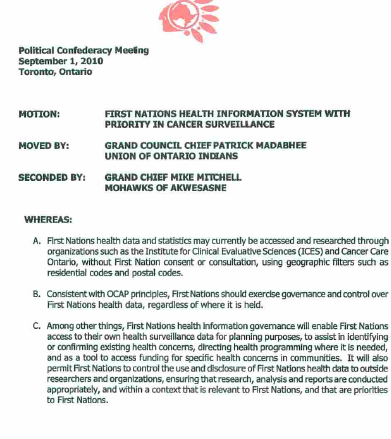 Political Confederacy Meeting
September 1, 2010
Toronto, Ontario
MOTION: FIRST NATIONS HEALTH INFORMATION SYSTEM WITH
PRIORITY IN CANCER SURVEILLANCE
MOVED BY: GRAND COUNCIL CHIEF PATRICK MADABHEE
UNION OF ONTARIO INDIANS
SECONDED BY: GRAND CHIEF MIKE MITCHELL
MOHAWKS OF AKWESASNE
WHEREAS:
A. First Nations health data and statistics may currently be accessed and researched through
organizations such as the Institute for Clinical Evaluative Sciences (ICES) and Cancer Care
Ontario, without First Nation consent or consultation, using geographic filters such as
residential codes and postal codes.
B. Consistent with OCAP principles, First Nations should exercise governance and control over
First Nations health data, regardless of where it is held.
C. Among other things, First Nations health information governance will enable First Nations
access to their own health surveillance data for planning purposes, to assist in identifying
or confirming existing health concerns, directing health programming where it is needed,
and as a tool to access funding for specific health concerns in communities. It will also
permit First Nations to control the use and disclosure of First Nations health data to outside
researchers and organizations, ensuring that research, analysis and reports are conducted
appropriately, and within a context that is relevant to First Nations, and that are priorities
to First Nations.